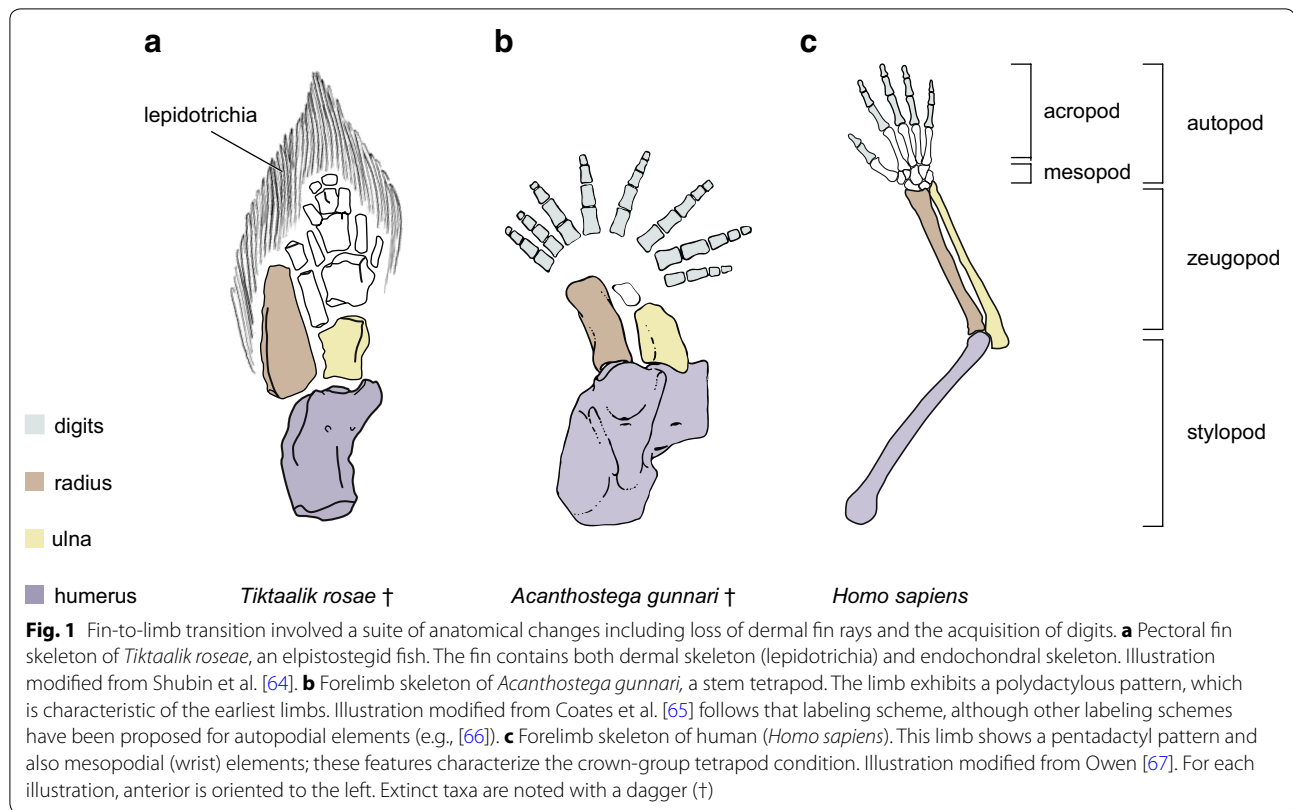 a
b
c
lepidotrichia
acropod
autopod
mesopod
zeugopod
stylopod
digits
radius
ulna
humerus
Tiktaalik rosae †
Acanthostega gunnari †
Homo sapiens
Fig. 1 Fin-to-limb transition involved a suite of anatomical changes including loss of dermal fin rays and the acquisition of digits. a Pectoral fin
skeleton of Tiktaalik roseae, an elpistostegid fish. The fin contains both dermal skeleton (lepidotrichia) and endochondral skeleton. Illustration
modified from Shubin et al. [64]. b Forelimb skeleton of Acanthostega gunnari, a stem tetrapod. The limb exhibits a polydactylous pattern, which
is characteristic of the earliest limbs. Illustration modified from Coates et al. [65] follows that labeling scheme, although other labeling schemes
have been proposed for autopodial elements (e.g., [66]). c Forelimb skeleton of human (Homo sapiens). This limb shows a pentadactyl pattern and
also mesopodial (wrist) elements; these features characterize the crown-group tetrapod condition. Illustration modified from Owen [67]. For each
illustration, anterior is oriented to the left. Extinct taxa are noted with a dagger (†)